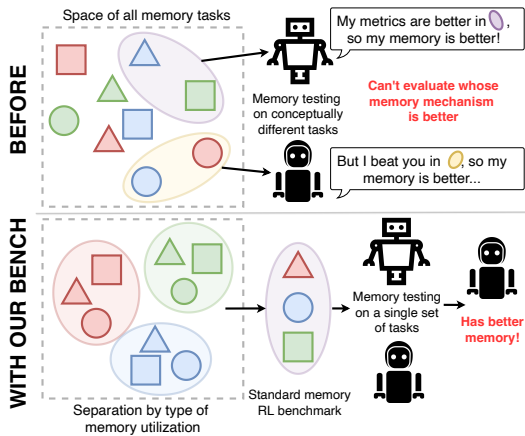 Space of all memory tasks
BEFORE
My metrics are better in ,
so my memory is better!
Memory testing
on conceptually
different tasks
Can't evaluate whose
memory mechanism
is better
But I beat you in , so my
memory is better...
WITH OUR BENCH
Separation by type of
memory utilization
Standard memory
RL benchmark
Memory testing
on a single set
of tasks
Has better
memory!